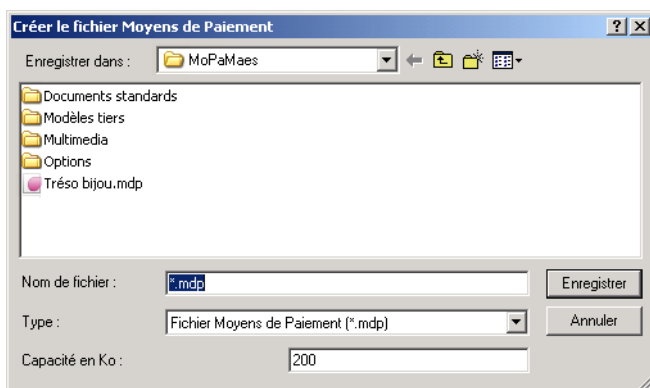 Créer le fichier Moyens de Paiement
Enregistrer dans :
MoPaMaes
Documents standards
Modèles tiers
Multimedia
Options
Tréso bijou.mdp
Nom de fichier :
*.mdp
Enregistrer
Type :
Fichier Moyens de Paiement (*.mdp)
Annuler
Capacité en Ko :
200